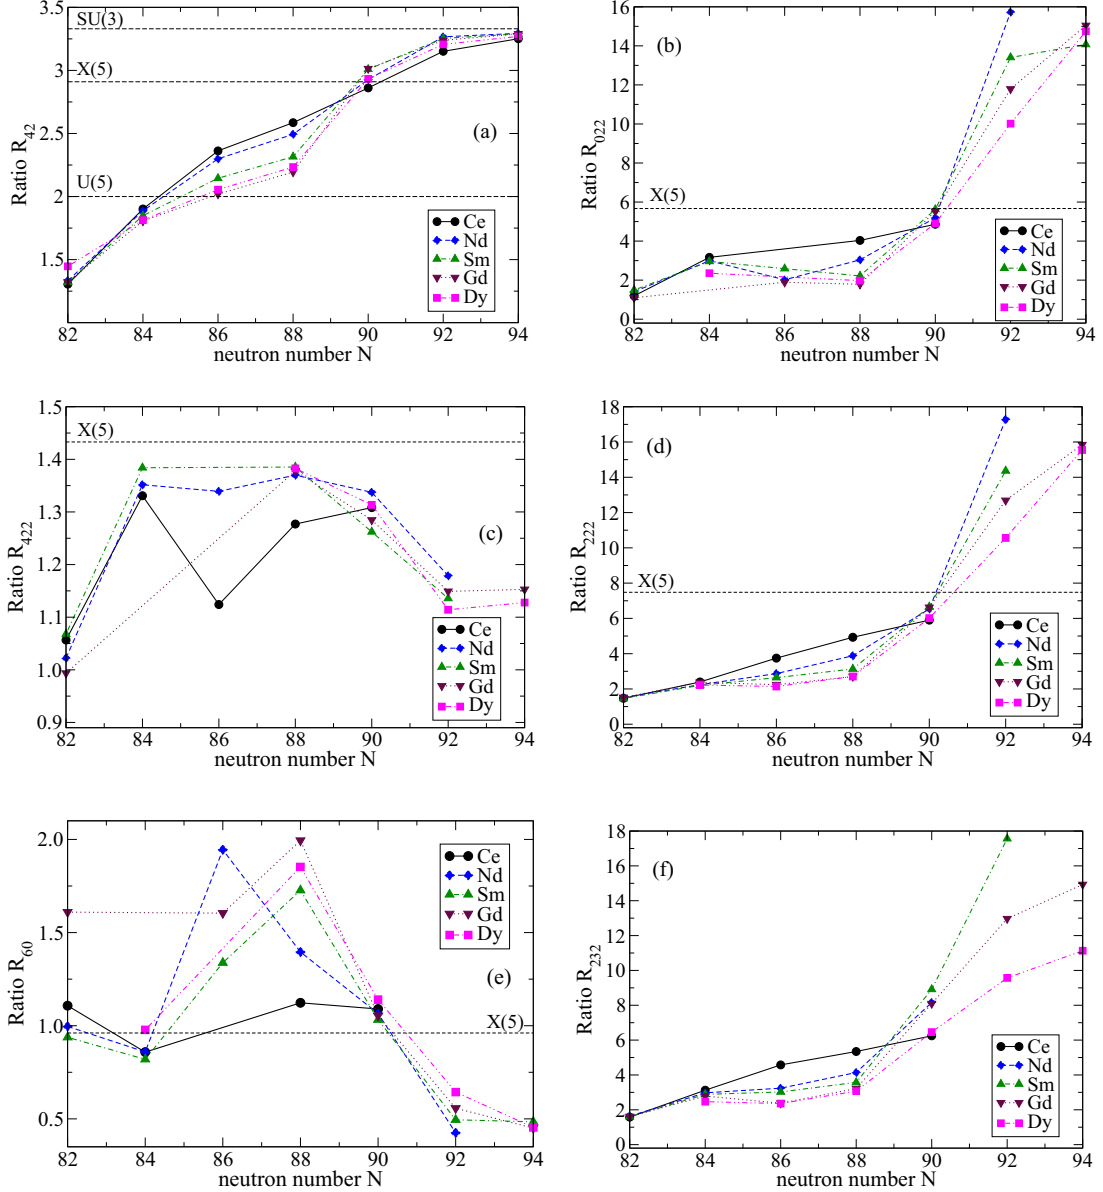 3.5
3
2.5
2
1.5
Ratio R42
SU(3)
X(5)
U(5)
(a)
Ce
Nd
Sm
Gd
Dy
82 84 86 88 90 92 94
neutron number N
16
14
12
10
8
6
4
2
0
Ratio R022
(b)
X(5)
Ce
Nd
Sm
Gd
Dy
82 84 86 88 90 92 94
neutron number N
1.5
1.4
1.3
1.2
1.1
1.0
0.9
Ratio R422
X(5)
(c)
Ce
Nd
Sm
Gd
Dy
82 84 86 88 90 92 94
neutron number N
18
16
14
12
10
8
6
4
2
0
Ratio R222
(d)
X(5)
Ce
Nd
Sm
Gd
Dy
82 84 86 88 90 92 94
neutron number N
2.0
1.5
1.0
0.5
Ratio R60
Ce
Nd
Sm
Gd
Dy
(e)
X(5)
82 84 86 88 90 92 94
neutron number N
18
16
14
12
10
8
6
4
2
0
Ratio R232
(f)
Ce
Nd
Sm
Gd
Dy
82 84 86 88 90 92 94
neutron number N